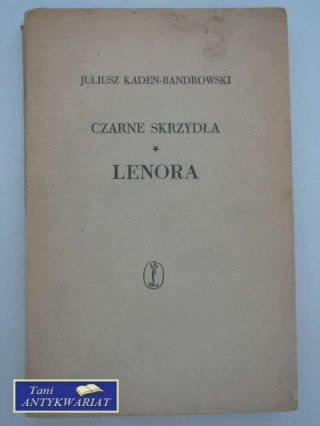 JULIUSZ KADEN-BANDROWSKI
CZARNE SKRZYDŁA
*
LENORA
Tani
ANTYKWARIAT